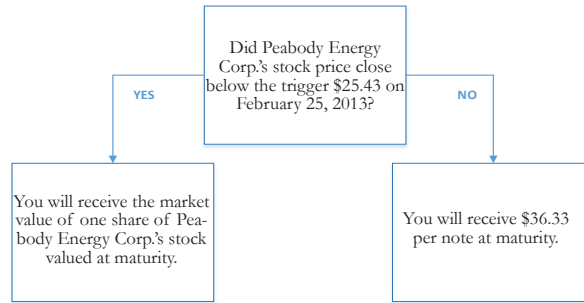 Did Peabody Energy
Corp.'s stock price close
below the trigger $25.43 on
February 25, 2013?
YES
NO
You will receive the market
value of one share of Pea-
body Energy Corp.'s stock
valued at maturity.
You will receive $36.33
per note at maturity.